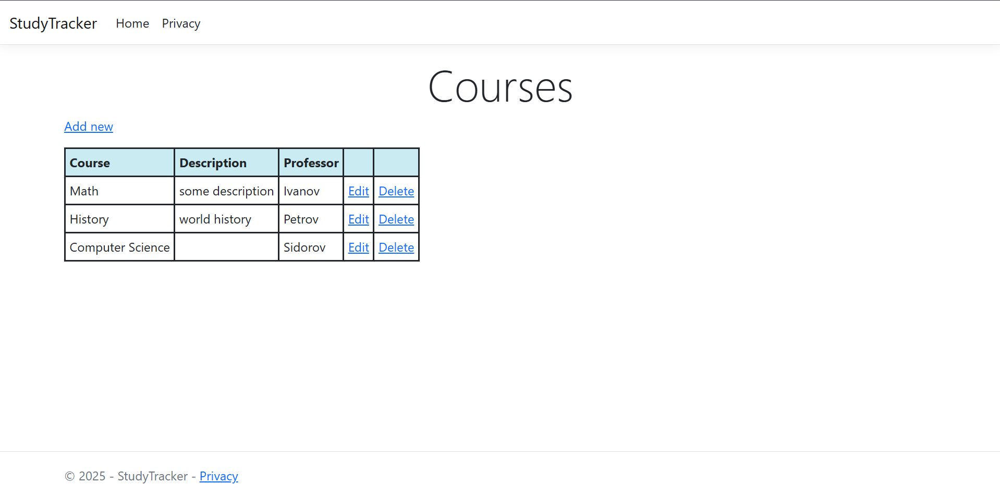 StudyTracker Home Privacy
Courses
Add new
Course Description Professor
Math some description Ivanov Edit Delete
History world history Petrov Edit Delete
Computer Science Sidorov Edit Delete
© 2025 - StudyTracker - Privacy